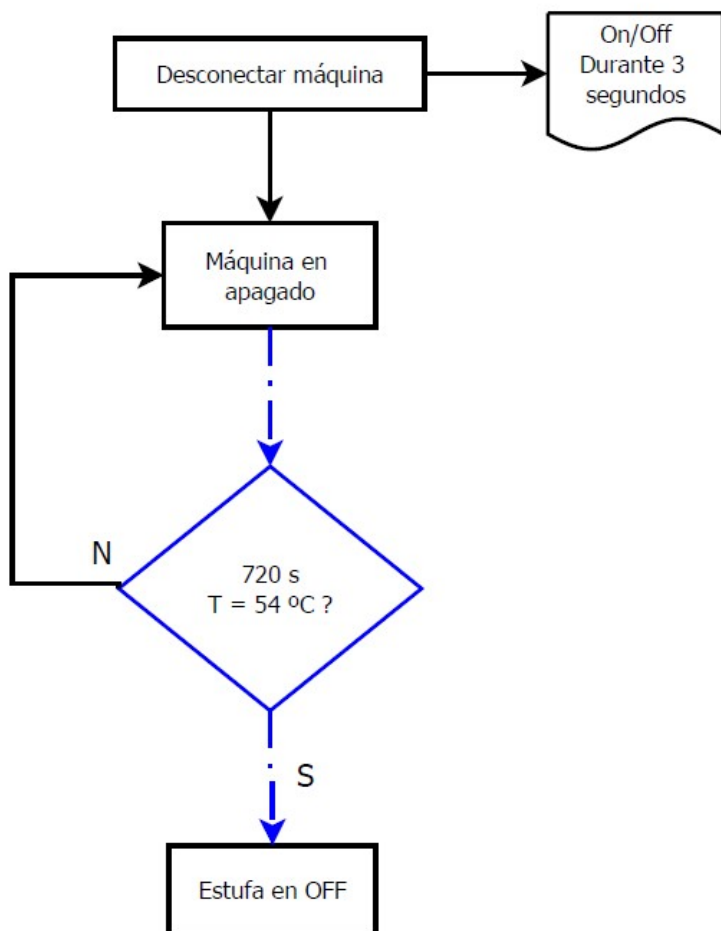 Desconectar máquina
On/Off
Durante 3
segundos
Máquina en
apagado
N
720 s
T = 54 ºC ?
S
Estufa en OFF